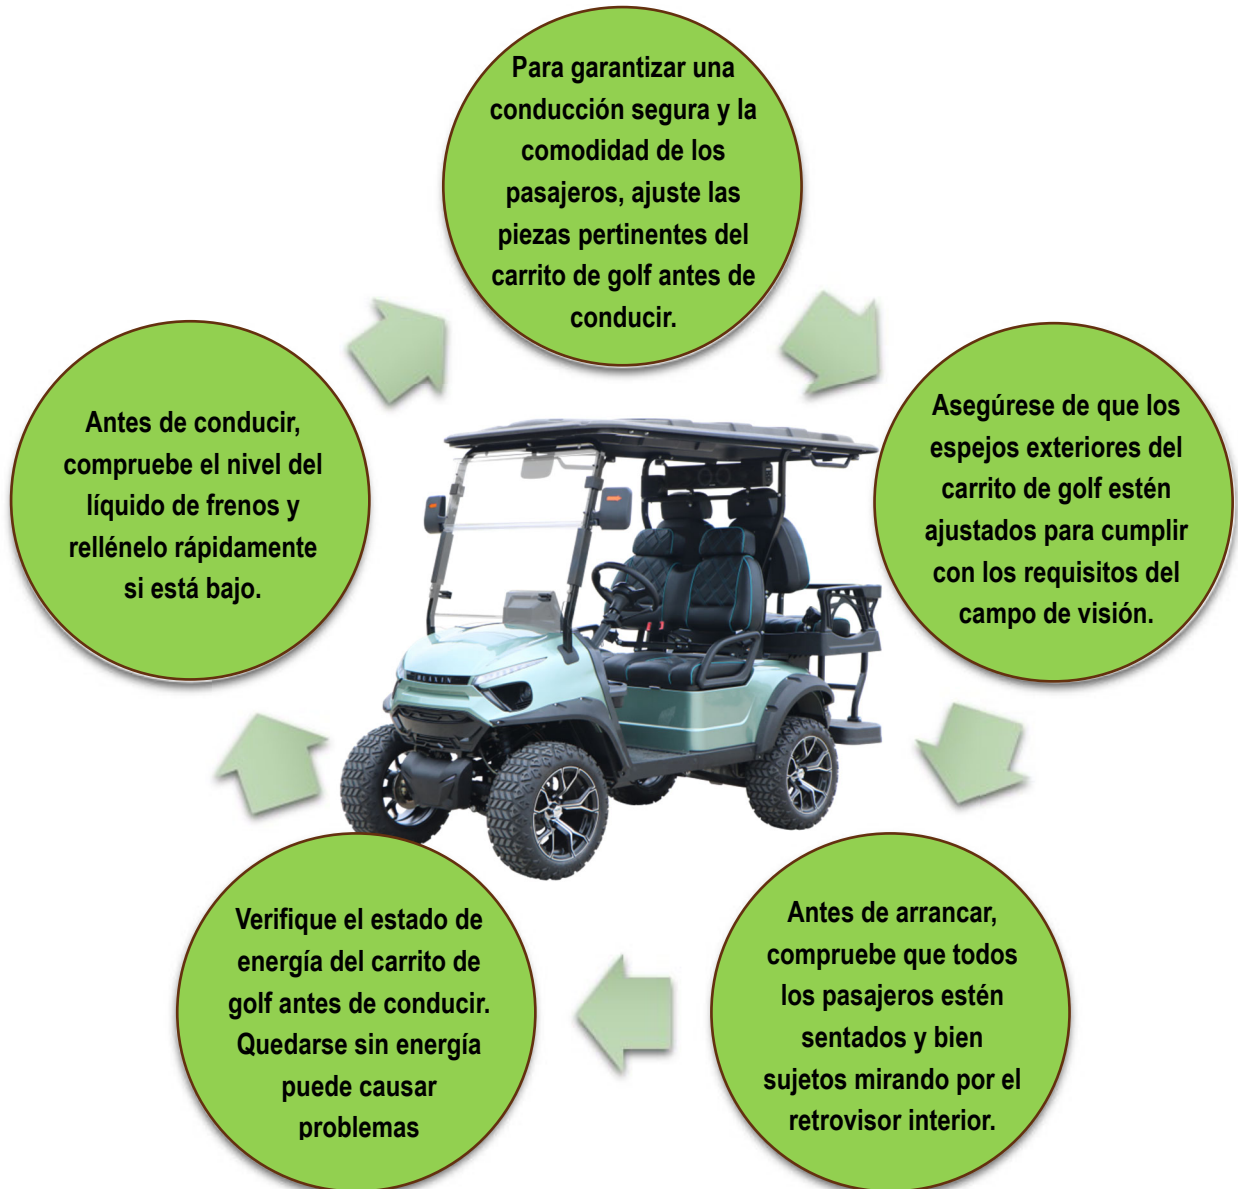 Para garantizar una
conducción segura y la
comodidad de los
pasajeros, ajuste las
piezas pertinentes del
carrito de golf antes de
conducir.
Asegúrese de que los
espejos exteriores del
carrito de golf estén
ajustados para cumplir
con los requisitos del
campo de visión.
Antes de arrancar,
compruebe que todos
los pasajeros estén
sentados y bien
sujetos mirando por el
retrovisor interior.
Verifique el estado de
energía del carrito de
golf antes de conducir.
Quedarse sin energía
puede causar
problemas
Antes de conducir,
compruebe el nivel del
líquido de frenos y
rellénelo rápidamente
si está bajo.